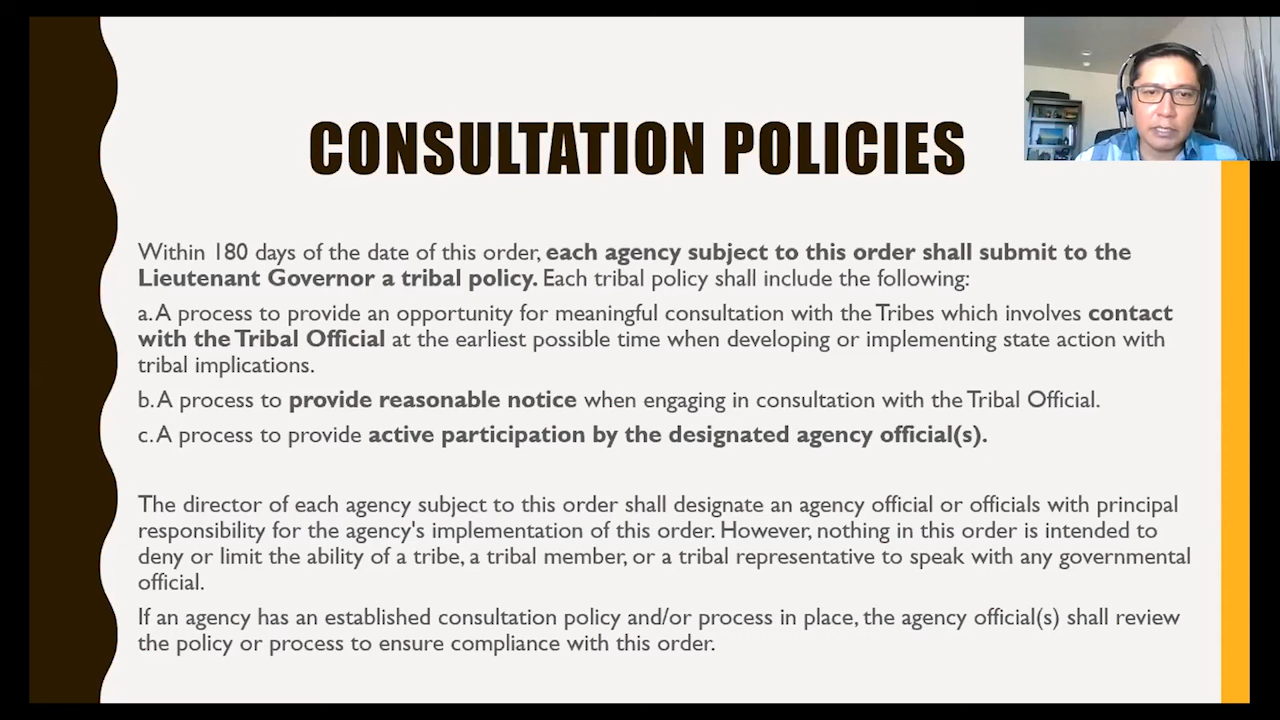 CONSULTATION POLICIES
Within 180 days of the date of this order, each agency subject to this order shall submit to the
Lieutenant Governor a tribal policy. Each tribal policy shall include the following:
a. A process to provide an opportunity for meaningful consultation with the Tribes which involves contact
with the Tribal Official at the earliest possible time when developing or implementing state action with
tribal implications.
b. A process to provide reasonable notice when engaging in consultation with the Tribal Official.
c. A process to provide active participation by the designated agency official(s).
The director of each agency subject to this order shall designate an agency official or officials with principal
responsibility for the agency's implementation of this order. However, nothing in this order is intended to
deny or limit the ability of a tribe, a tribal member, or a tribal representative to speak with any governmental
official.
If an agency has an established consultation policy and/or process in place, the agency official(s) shall review
the policy or process to ensure compliance with this order.